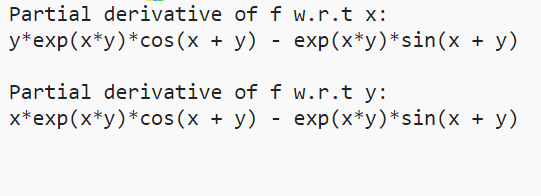 Partial derivative of f w.r.t x:
y*exp(x*y)*cos(x + y) - exp(x*y)*sin(x + y)
Partial derivative of f w.r.t y:
x*exp(x*y)*cos(x + y) - exp(x*y)*sin(x + y)